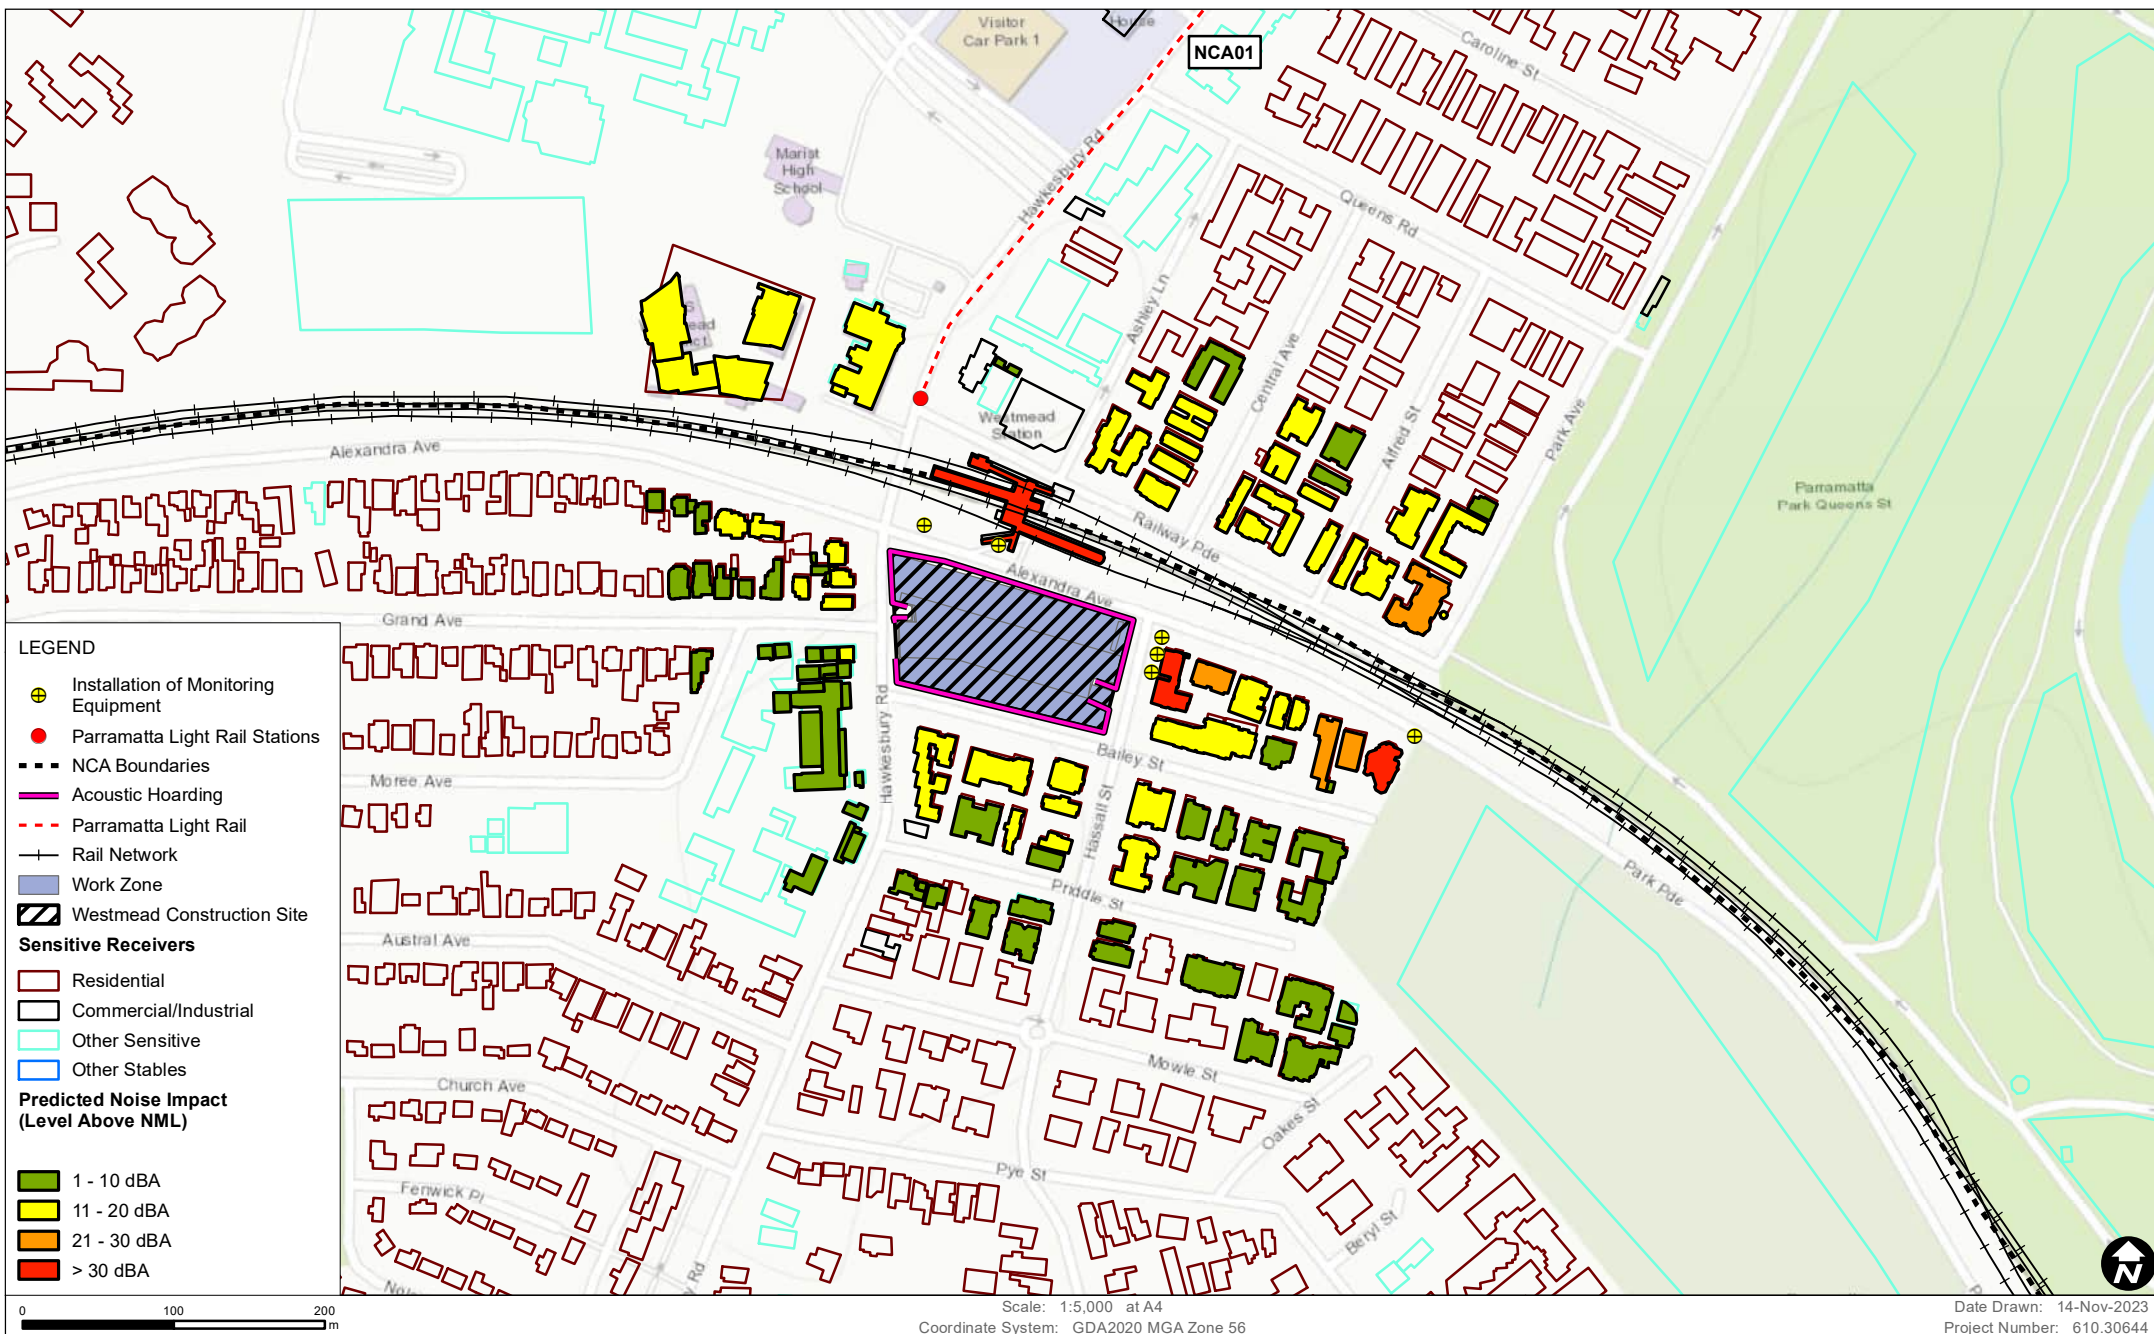 Visitor
Car Park 1
House
NCA01
Caroline St
Marist
High
School
Hawkesbury Rd
Queens Rd
Ashley Ln
Central Ave
Alfred St
Park Ave
Westmead
Station
Parramatta
Park Queens St
Alexandra Ave
Railway Pde
Alexandra Ave
Grand Ave
Hawkesbury Rd
Bailey St
Moree Ave
Hassall St
Priddle St
Park Pde
Austral Ave
Mowle St
Church Ave
Oakes St
Pye St
Fenwick Pl
Beryl St
LEGEND
Installation of Monitoring
Equipment
Parramatta Light Rail Stations
NCA Boundaries
Acoustic Hoarding
Parramatta Light Rail
Rail Network
Work Zone
Westmead Construction Site
Sensitive Receivers
Residential
Commercial/Industrial
Other Sensitive
Other Stables
Predicted Noise Impact
(Level Above NML)
1 - 10 dBA
11 - 20 dBA
21 - 30 dBA
> 30 dBA
N
0 100 200
m
Scale: 1:5,000 at A4
Coordinate System: GDA2020 MGA Zone 56
Date Drawn: 14-Nov-2023
Project Number: 610.30644